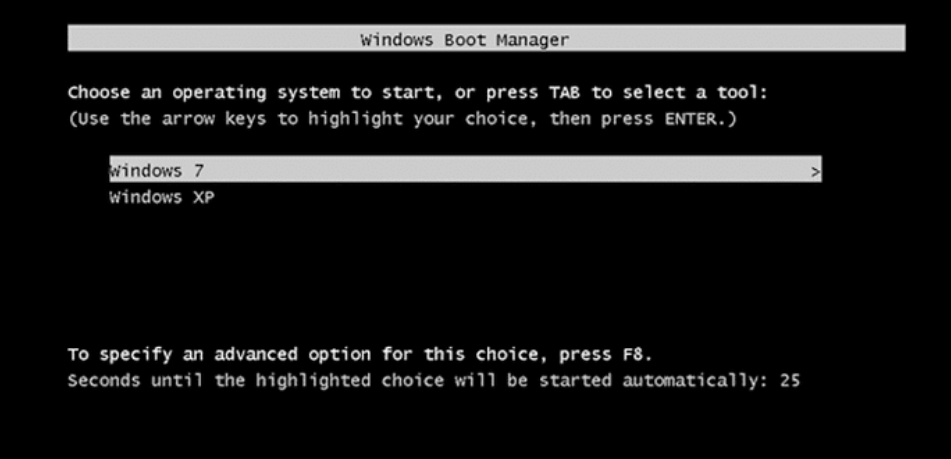 Windows Boot Manager
Choose an operating system to start, or press TAB to select a tool:
(Use the arrow keys to highlight your choice, then press ENTER.)
Windows 7 >
Windows XP
To specify an advanced option for this choice, press F8.
Seconds until the highlighted choice will be started automatically: 25